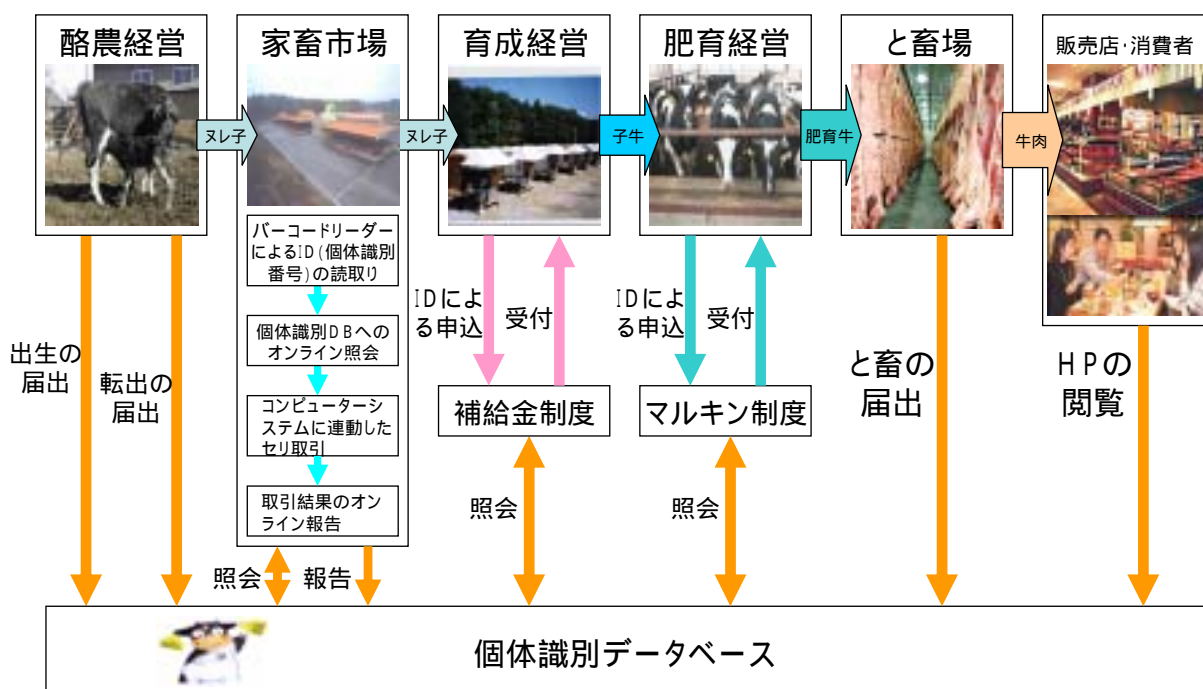 酪農経営
家畜市場
育成経営
肥育経営
と畜場
販売店・消費者
ヌレ子
ヌレ子
子牛
肥育牛
牛肉
バーコードリーダー
によるID(個体識別
番号)の読取り
個体識別DBへの
オンライン照会
コンピューターシ
ステムに連動した
セリ取引
取引結果のオン
ライン報告
出生の
届出
転出の
届出
照会
報告
IDによ
る申込
受付
補給金制度
照会
IDによ
る申込
受付
マルキン制度
照会
と畜の
届出
HPの
閲覧
個体識別データベース